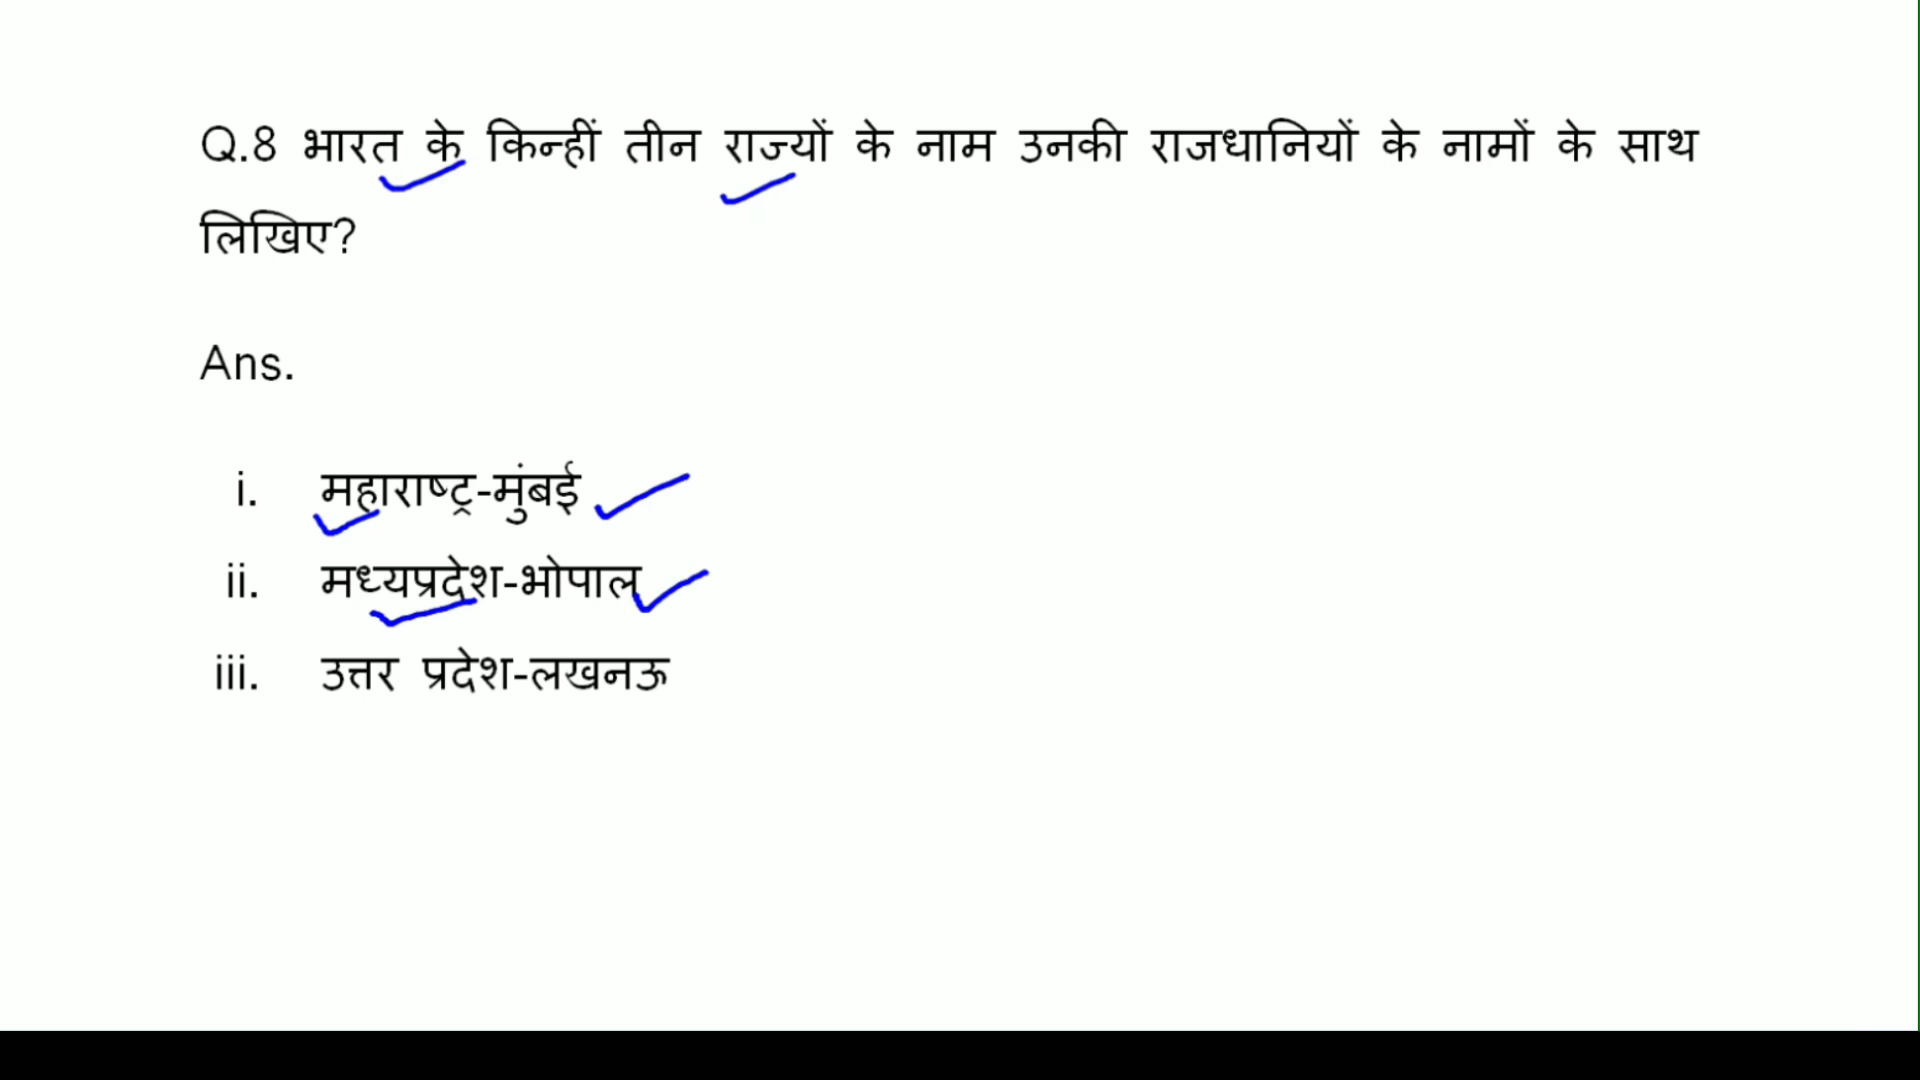 Q.8 भारत के किन्हीं तीन राज्यों के नाम उनकी राजधानियों के नामों के साथ
लिखिए?
Ans.
i. महाराष्ट्र-मुंबई
ii. मध्यप्रदेश-भोपाल
iii. उत्तर प्रदेश-लखनऊ